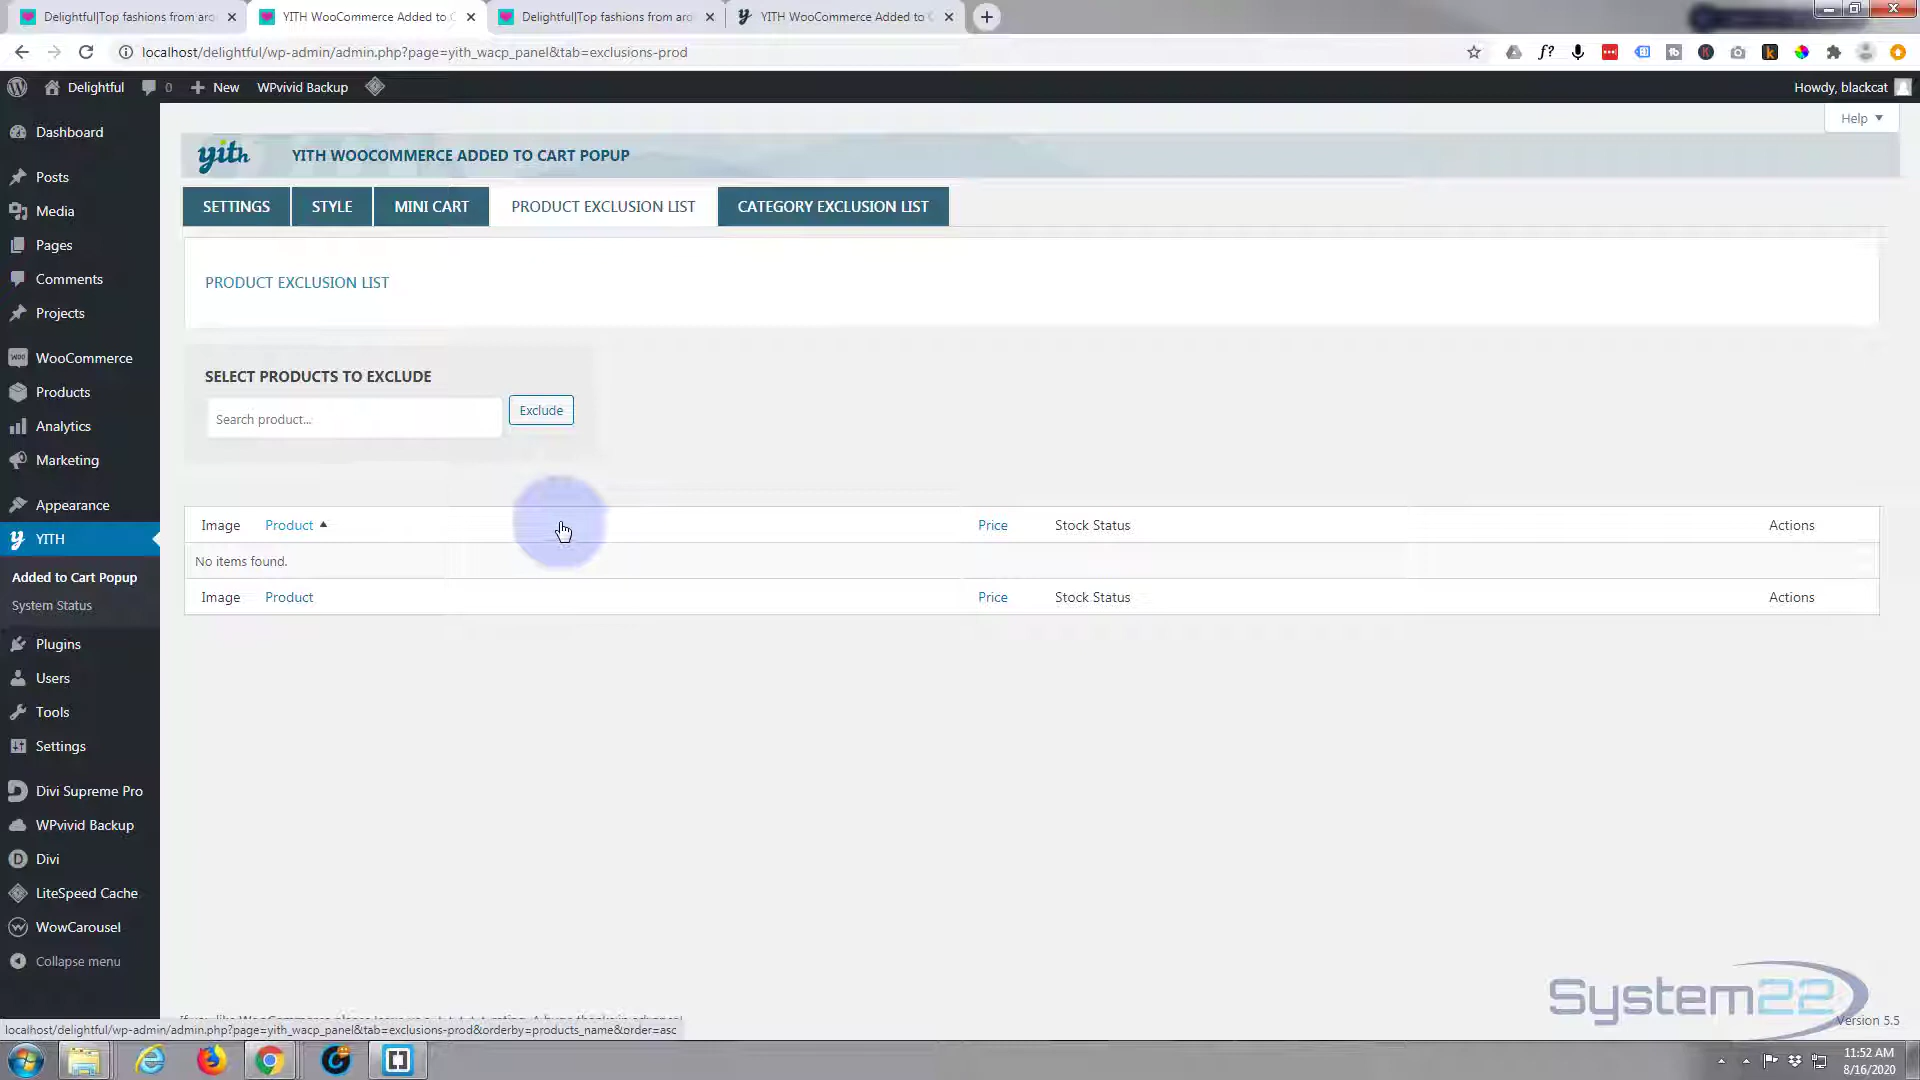 Delightful|Top fashions from aro
YITH WooCommerce Added to C
Delightful|Top fashions from aro
YITH WooCommerce Added to C
localhost/delightful/wp-admin/admin.php?page=yith_wacp_panel&tab=exclusions-prod
Delightful
0
New
WPvivid Backup
Howdy, blackcat
Help
Dashboard
Posts
Media
Pages
Comments
Projects
WooCommerce
Products
Analytics
Marketing
Appearance
YITH
Added to Cart Popup
System Status
Plugins
Users
Tools
Settings
Divi Supreme Pro
WPvivid Backup
Divi
LiteSpeed Cache
WowCarousel
Collapse menu
yith
YITH WOOCOMMERCE ADDED TO CART POPUP
SETTINGS
STYLE
MINI CART
PRODUCT EXCLUSION LIST
CATEGORY EXCLUSION LIST
PRODUCT EXCLUSION LIST
SELECT PRODUCTS TO EXCLUDE
Search product...
Exclude
Image Product Price Stock Status Actions
No items found.
Image Product Price Stock Status Actions
System22
Version 5.5
localhost/delightful/wp-admin/admin.php?page=yith_wacp_panel&tab=exclusions-prod&orderby=products_name&order=asc
11:52 AM
8/16/2020